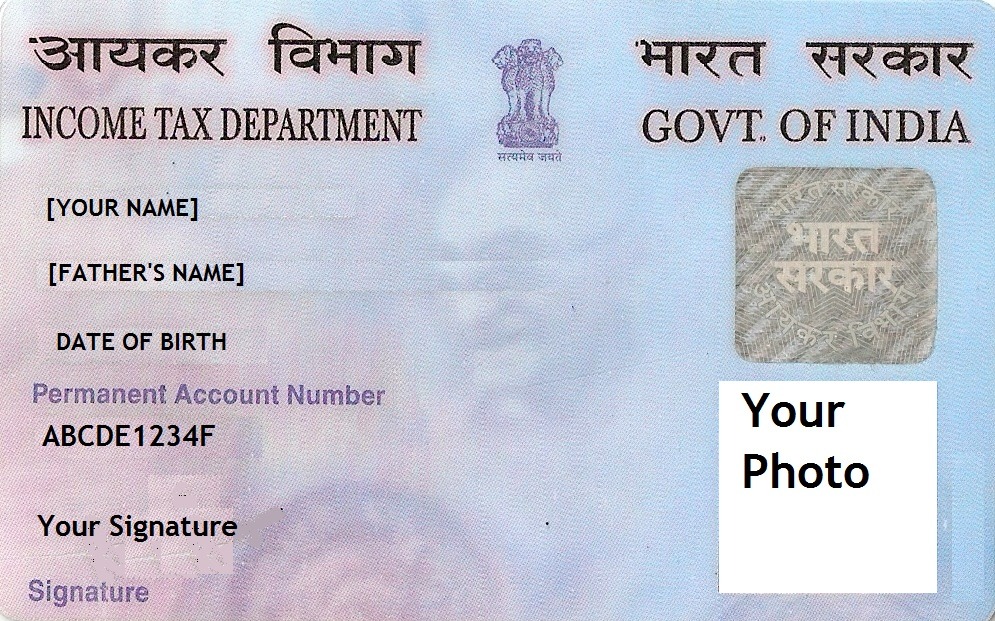 आयकर विभाग
भारत सरकार
INCOME TAX DEPARTMENT
GOVT. OF INDIA
सत्यमेव जयते
[YOUR NAME]
[FATHER'S NAME]
DATE OF BIRTH
Permanent Account Number
ABCDE1234F
Your Signature
Signature
भारत
सरकार
Your
Photo